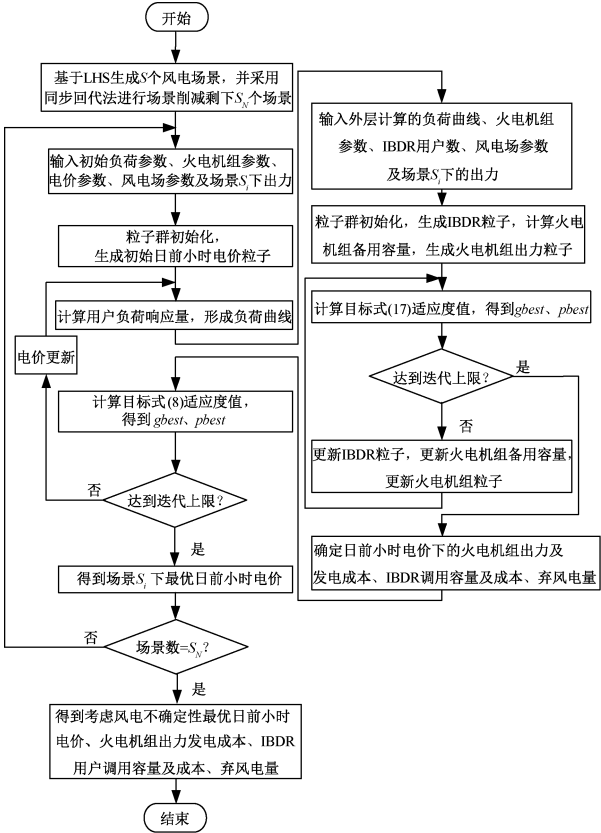 开始
基于LHS生成S个风电场景，并采用
同步回代法进行场景削减剩下S_N个场景
输入初始负荷参数、火电机组参数、
电价参数、风电场参数及场景S_i下出力
粒子群初始化，
生成初始日前小时电价粒子
计算用户负荷响应量，形成负荷曲线
电价更新
计算目标式(8)适应度值，
得到gbest、pbest
否
达到迭代上限？
是
得到场景S_i下最优日前小时电价
否
场景数=S_N？
是
得到考虑风电不确定性最优日前小时
电价、火电机组出力发电成本、IBDR
用户调用容量及成本、弃风电量
结束
输入外层计算的负荷曲线、火电机组
参数、IBDR用户数、风电场参数
及场景S_i下的出力
粒子群初始化，生成IBDR粒子，计算火电
机组备用容量，生成火电机组出力粒子
计算目标式(17)适应度值，得到gbest、pbest
是
达到迭代上限？
否
更新IBDR粒子，更新火电机组备用容量，
更新火电机组粒子
确定日前小时电价下的火电机组出力及
发电成本、IBDR调用容量及成本、弃风电量